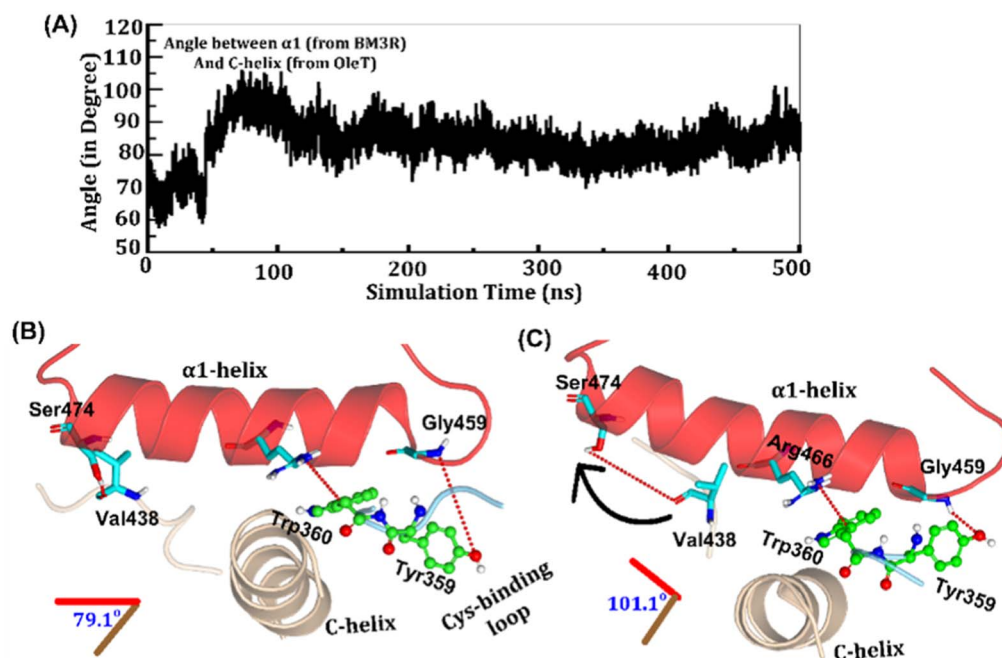 (A)
Angle between α1 (from BM3R)
And C-helix (from OleT)
Angle (in Degree)
120
110
100
90
80
70
60
50
0
100
200
300
400
500
Simulation Time (ns)
(B)
α1-helix
Ser474
Gly459
Val438
Trp360
Tyr359
79.1°
C-helix
Cys-binding
loop
(C)
Ser474
α1-helix
Arg466
Gly459
Val438
Trp360
Tyr359
101.1°
C-helix